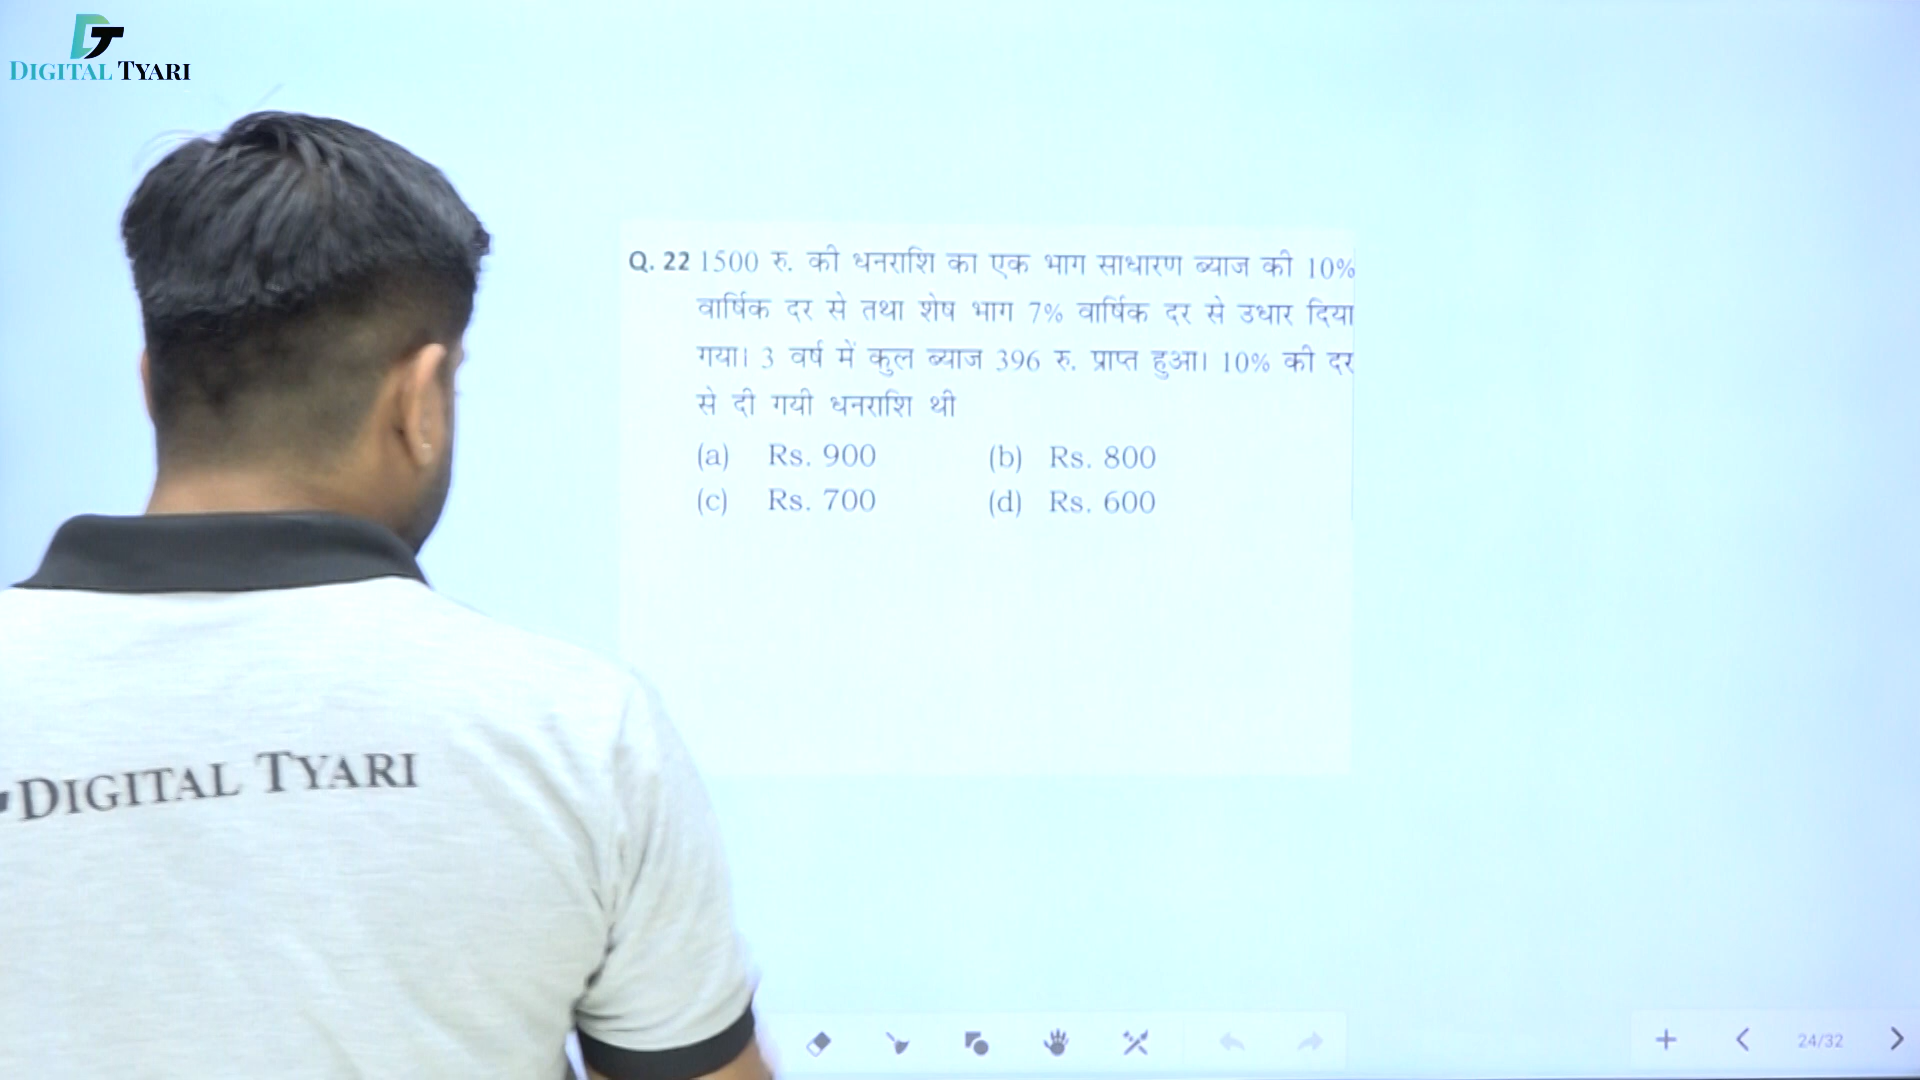 DT
DIGITAL TYARI
Q. 22 1500 रु. की धनराशि का एक भाग साधारण ब्याज की 10%
वार्षिक दर से तथा शेष भाग 7% वार्षिक दर से उधार दिया
गया। 3 वर्ष में कुल ब्याज 396 रु. प्राप्त हुआ। 10% की दर
से दी गयी धनराशि थी
(a) Rs. 900 (b) Rs. 800
(c) Rs. 700 (d) Rs. 600
DIGITAL TYARI
24/32